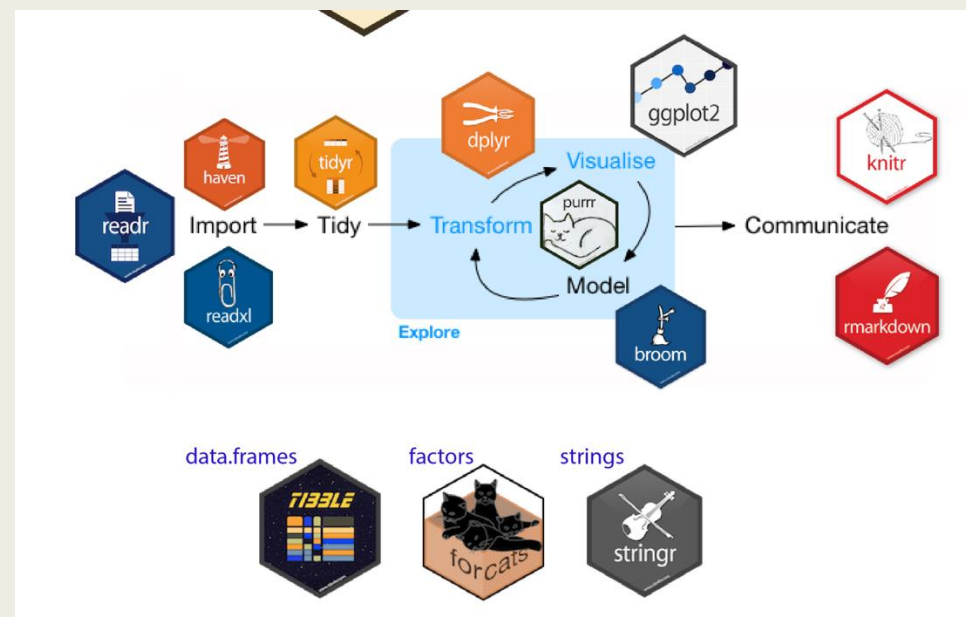 ggplot2
dplyr
Visualise
knitr
haven
tidyr
purrr
readr
Import
Tidy
Transform
Communicate
Model
readxl
rmarkdown
Explore
broom
data.frames
factors
strings
TIBBLE
forcats
stringr